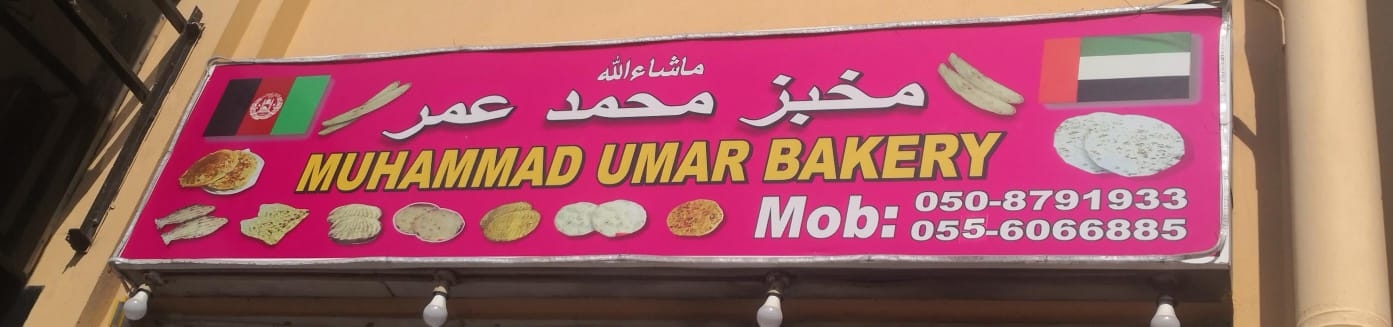 ماشاءالله
مخبز محمد عمر
MUHAMMAD UMAR BAKERY
Mob: 050-8791933
055-6066885